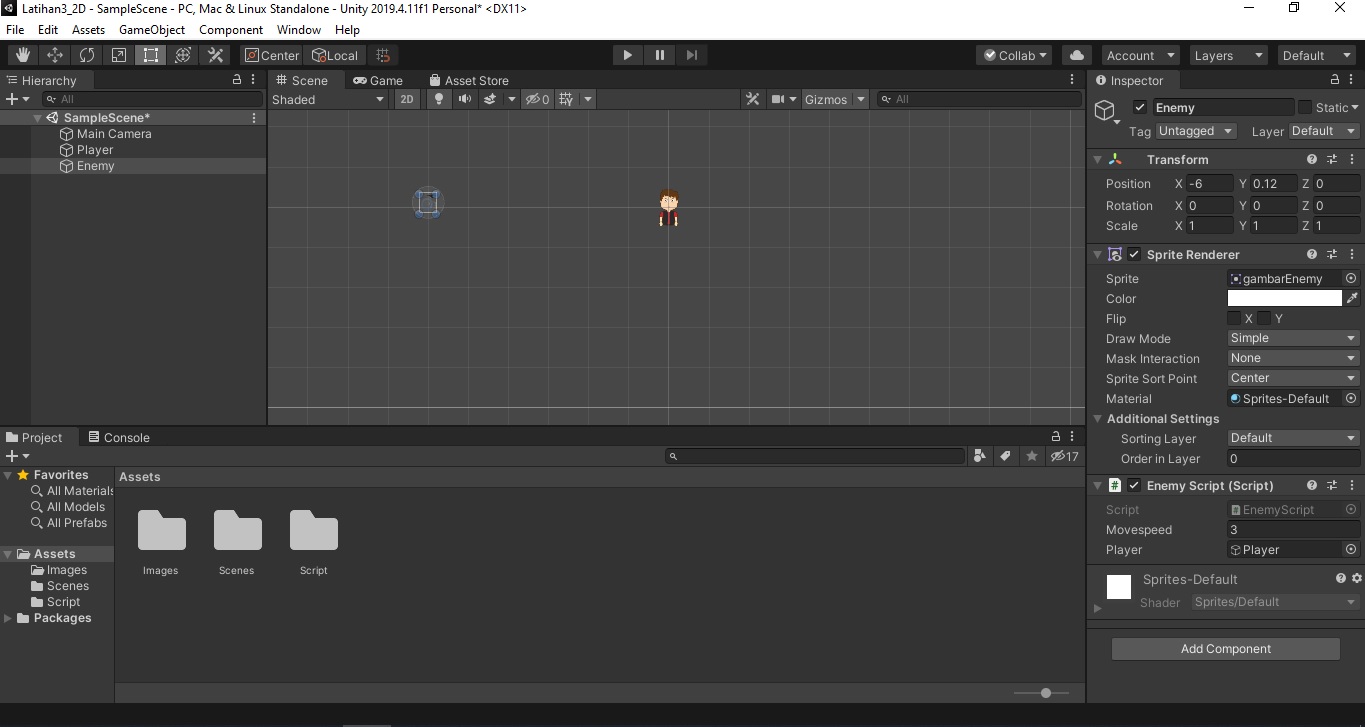 Latihan3_2D - SampleScene - PC, Mac & Linux Standalone - Unity 2019.4.11f1 Personal* <DX11>
File Edit Assets GameObject Component Window Help
Center Local Collab Account Layers Default
Hierarchy
All
SampleScene*
Main Camera
Player
Enemy
Scene Game Asset Store
Shaded 2D 0 Gizmos All
Inspector
Enemy Static
Tag Untagged Layer Default
Transform
Position X -6 Y 0.12 Z 0
Rotation X 0 Y 0 Z 0
Scale X 1 Y 1 Z 1
Sprite Renderer
Sprite gambarEnemy
Color
Flip X Y
Draw Mode Simple
Mask Interaction None
Sprite Sort Point Center
Material Sprites-Default
Additional Settings
Sorting Layer Default
Order in Layer 0
Enemy Script (Script)
Script EnemyScript
Movespeed 3
Player Player
Sprites-Default
Shader Sprites/Default
Add Component
Project Console
17
Favorites
All Materials
All Models
All Prefabs
Assets
Images
Scenes
Script
Packages
Assets
Images Scenes Script